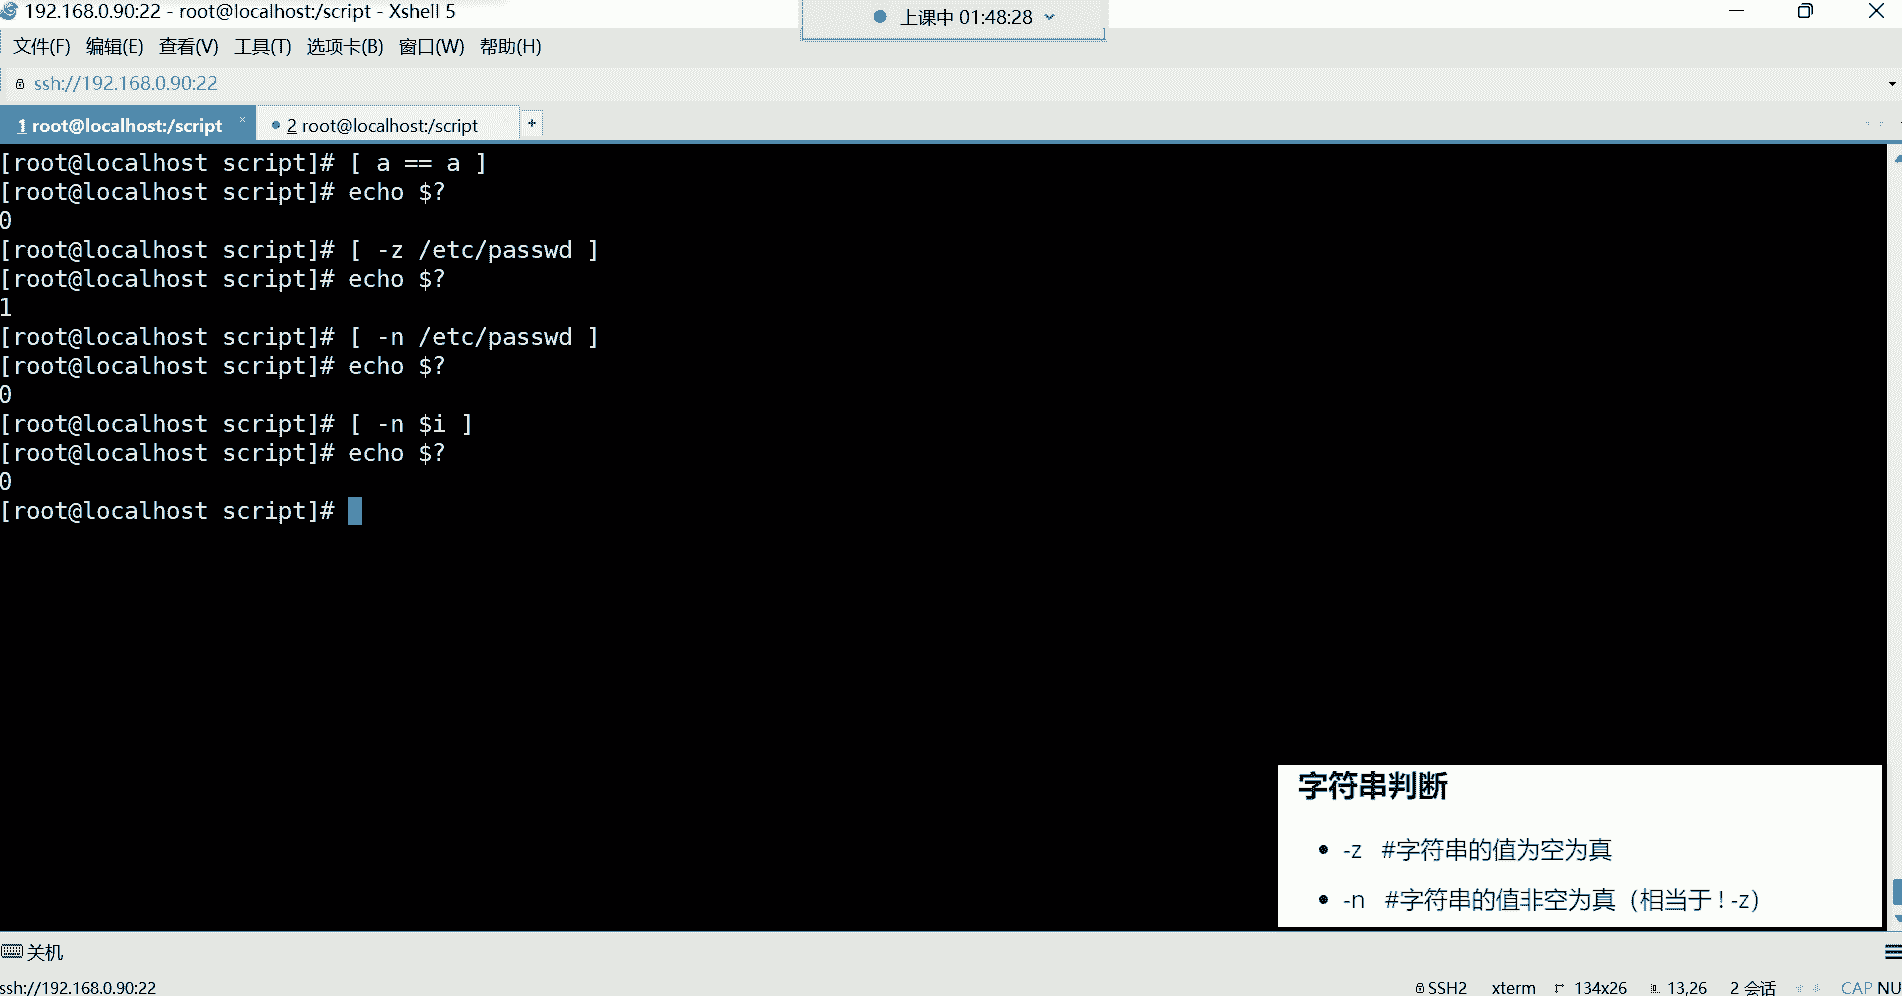 192.168.0.90:22 - root@localhost:/script - Xshell 5
上课中 01:48:28
文件(F) 编辑(E) 查看(V) 工具(T) 选项卡(B) 窗口(W) 帮助(H)
ssh://192.168.0.90:22
1 root@localhost:/script × 2 root@localhost:/script +
[root@localhost script]# [ a == a ]
[root@localhost script]# echo $?
0
[root@localhost script]# [ -z /etc/passwd ]
[root@localhost script]# echo $?
1
[root@localhost script]# [ -n /etc/passwd ]
[root@localhost script]# echo $?
0
[root@localhost script]# [ -n $i ]
[root@localhost script]# echo $?
0
[root@localhost script]#
字符串判断
• -z #字符串的值为空为真
• -n #字符串的值非空为真（相当于 ! -z）
关机
ssh://192.168.0.90:22 SSH2 xterm 134x26 13,26 2 会话 CAP NU